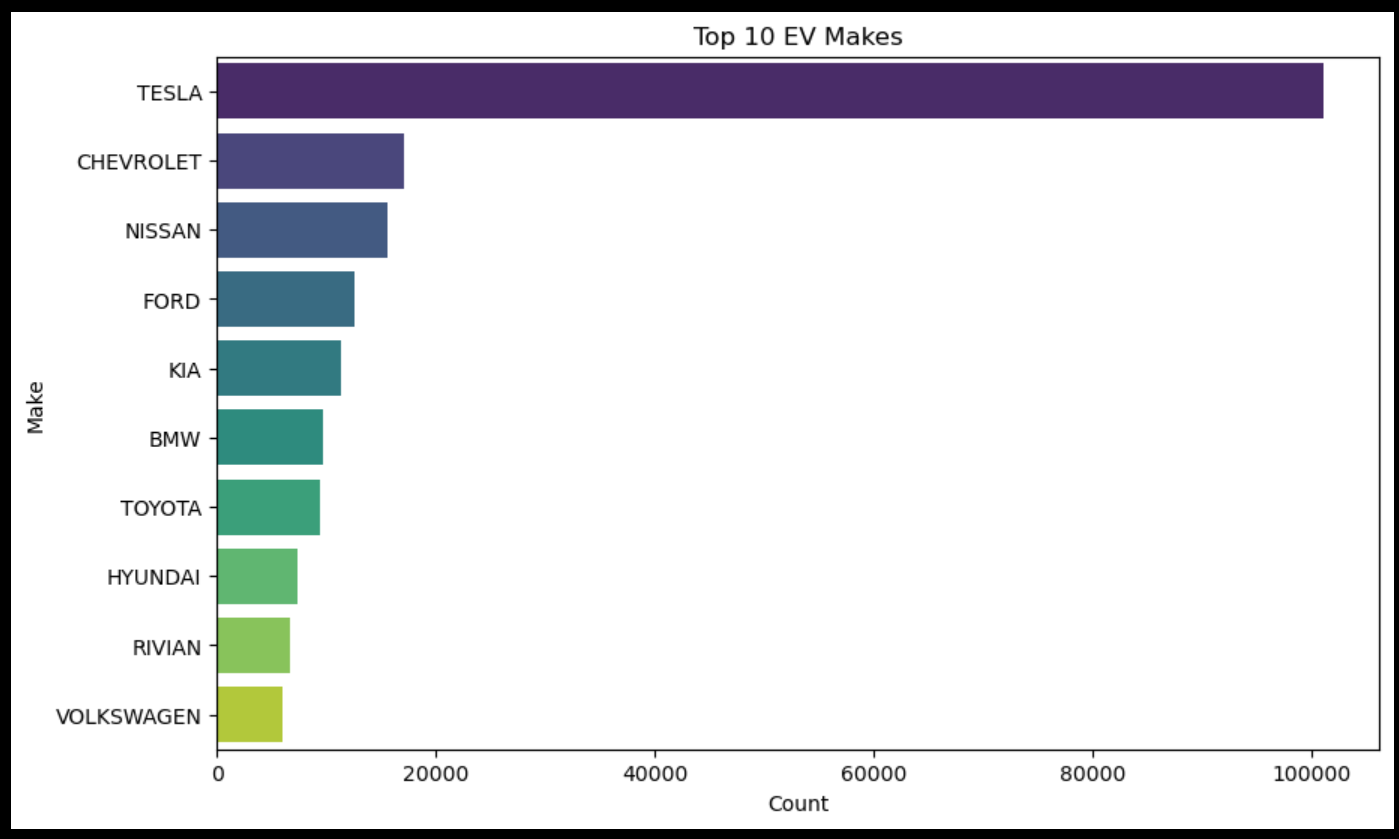 Top 10 EV Makes
TESLA
CHEVROLET
NISSAN
FORD
KIA
BMW
TOYOTA
HYUNDAI
RIVIAN
VOLKSWAGEN
Make
0 20000 40000 60000 80000 100000
Count